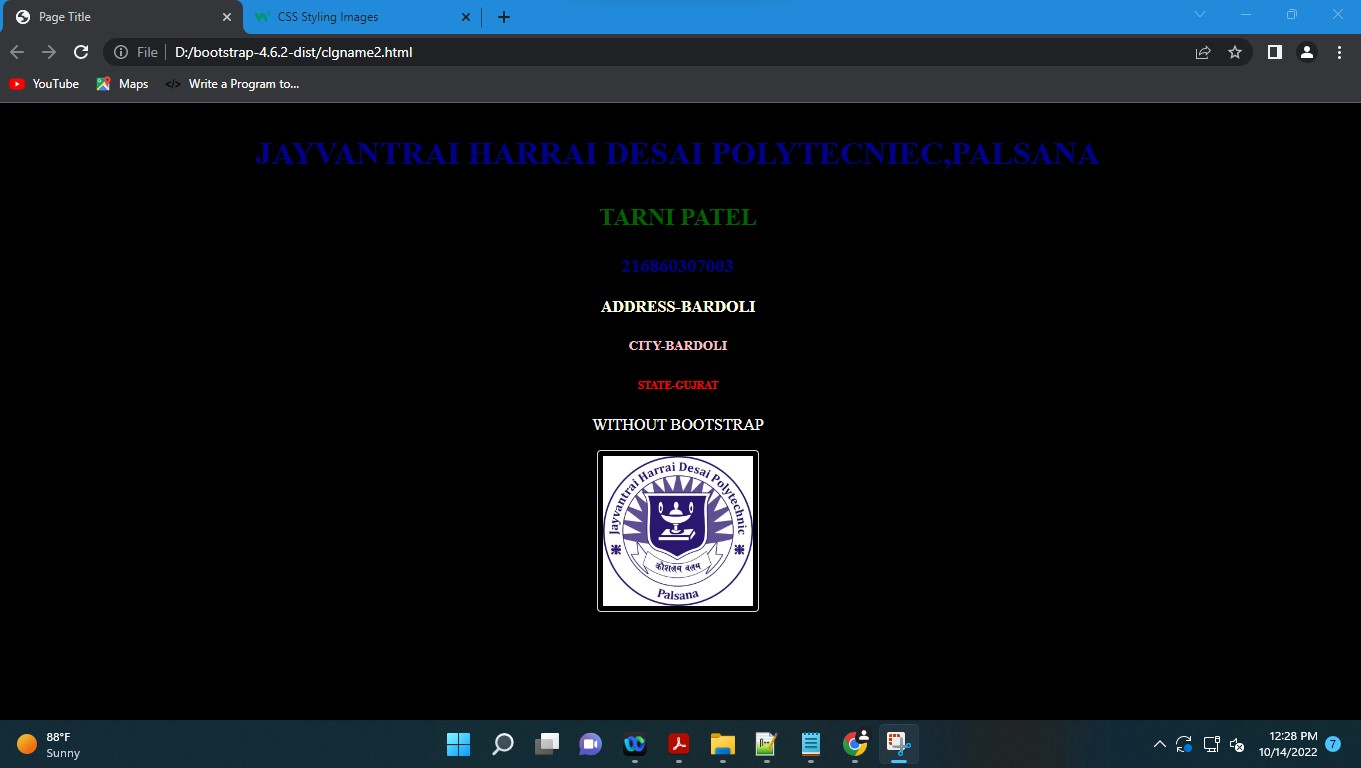 Page Title
CSS Styling Images
File
D:/bootstrap-4.6.2-dist/clgname2.html
YouTube
Maps
Write a Program to...
JAYVANTRAI HARRAI DESAI POLYTECNIEC,PALSANA
TARNI PATEL
216860307003
ADDRESS-BARDOLI
CITY-BARDOLI
STATE-GUJRAT
WITHOUT BOOTSTRAP
Jayvantrai Harrai Desai Polytechnic
Palsana
88°F
Sunny
12:28 PM
10/14/2022
7